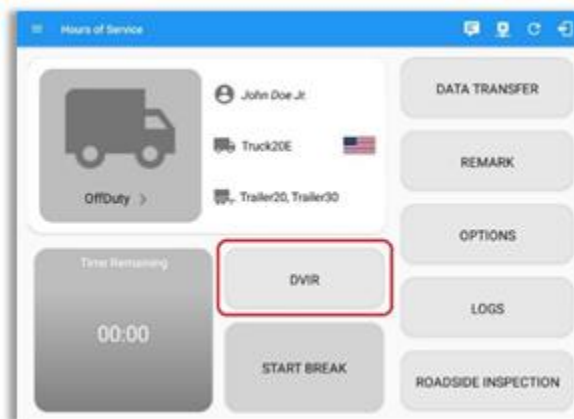 Hours of Service
John Doe Jr.
Truck20E
OffDuty >
Trailer20, Trailer30
DATA TRANSFER
REMARK
OPTIONS
LOGS
ROADSIDE INSPECTION
Time Remaining
00:00
DVIR
START BREAK